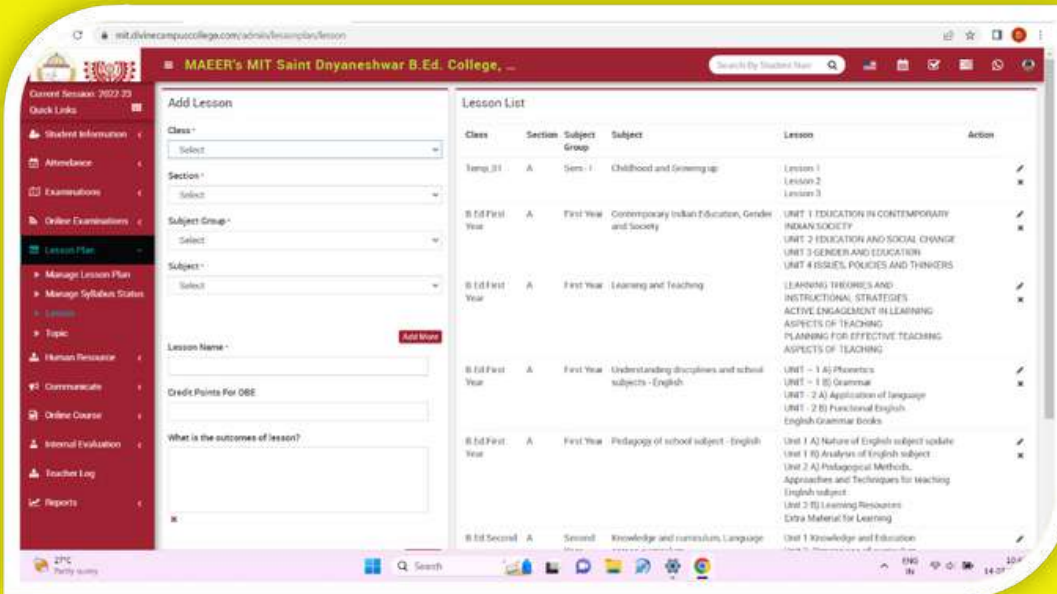 mit.divinecampuscollege.com/admin/lessonplan/lesson
MAEER's MIT Saint Dnyaneshwar B.Ed. College, ...
Current Session: 2022-23
Quick Links
Student Information
Attendance
Examinations
Online Examinations
Lesson Plan
Manage Lesson Plan
Manage Syllabus Status
Lesson
Topic
Human Resource
Communicate
Online Course
Internal Evaluation
Teacher Log
Reports
Add Lesson
Class *
Select
Section *
Select
Subject Group *
Select
Subject *
Select
Add More
Lesson Name *
Credit Points For OBE
What is the outcomes of lesson?
Lesson List
Class Section Subject Group Subject Lesson Action
Temp_01 A Sem - I Childhood and Growing up
Lesson 1
Lesson 2
Lesson 3
B.Ed First Year A First Year Contemporary Indian Education, Gender and Society
UNIT 1 EDUCATION IN CONTEMPORARY
INDIAN SOCIETY
UNIT 2 EDUCATION AND SOCIAL CHANGE
UNIT 3 GENDER AND EDUCATION
UNIT 4 ISSUES, POLICIES AND THINKERS
B.Ed First Year A First Year Learning and Teaching
LEARNING THEORIES AND
INSTRUCTIONAL STRATEGIES
ACTIVE ENGAGEMENT IN LEARNING
ASPECTS OF TEACHING
PLANNING FOR EFFECTIVE TEACHING
ASPECTS OF TEACHING
B.Ed First Year A First Year Understanding disciplines and school subjects - English
UNIT – 1 A) Phonetics
UNIT – 1 B) Grammar
UNIT - 2 A) Application of language
UNIT - 2 B) Functional English
English Grammar Books
B.Ed First Year A First Year Pedagogy of school subject - English
Unit 1 A) Nature of English subject update
Unit 1 B) Analysis of English subject
Unit 2 A) Pedagogical Methods,
Approaches and Techniques for teaching
English subject
Unit 2 B) Learning Resources
Extra Material for Learning
B.Ed Second A Second Knowledge and curriculum, Language
Unit 1 Knowledge and Education
27°C
Partly sunny
Search
ENG
IN